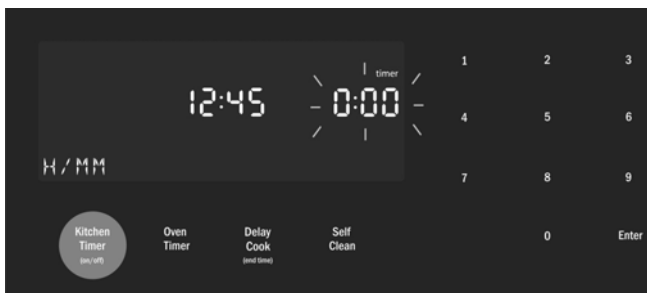 timer
12:45
0:00
H/MM
1
2
3
4
5
6
7
8
9
0
Enter
Kitchen
Timer
(on/off)
Oven
Timer
Delay
Cook
(end time)
Self
Clean